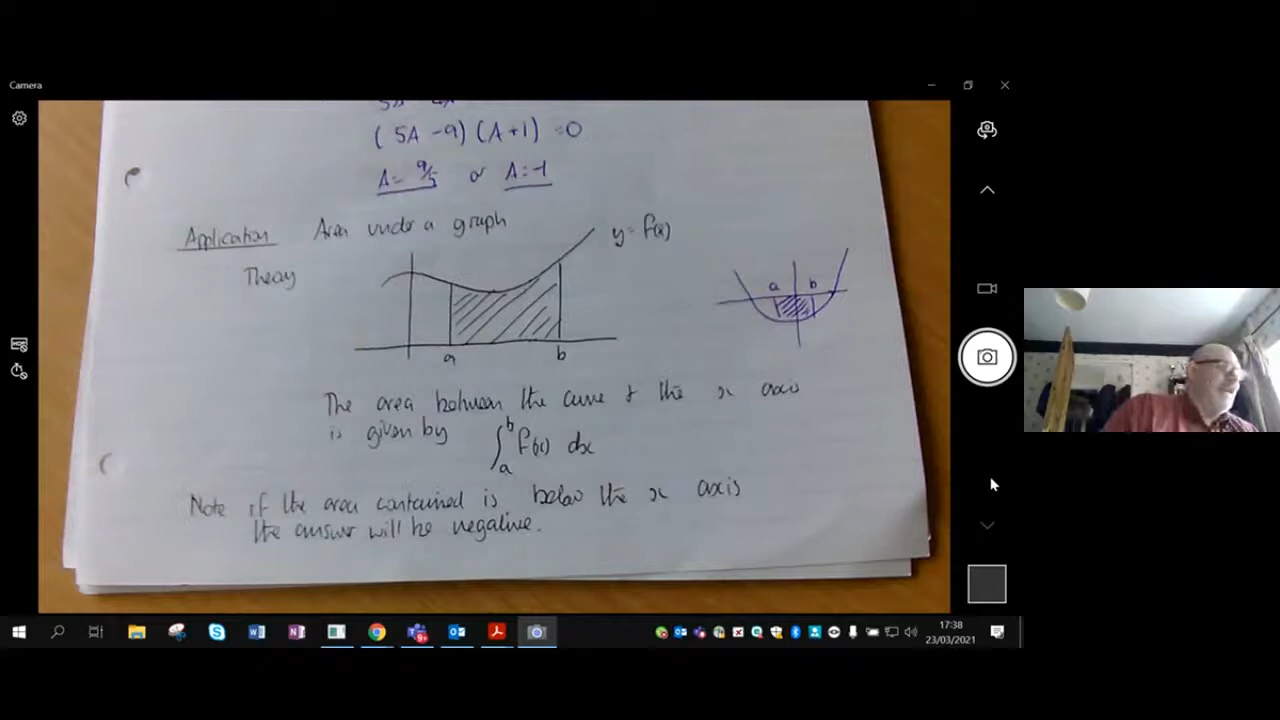 Camera
( 5A - 9 ) ( A + 1 ) = 0
A = 9/5 or A = -1
Application Area under a graph
y = f(x)
Theory
a b
a b
The area between the curve & the x axis
is given by ∫ₐᵇ f(x) dx
Note if the area contained is below the x axis
the answer will be negative.
9+
17:38
23/03/2021